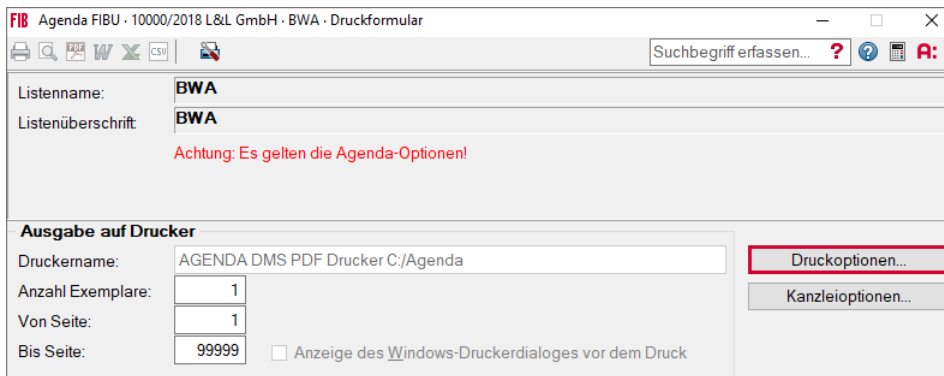 FIB Agenda FIBU · 10000/2018 L&L GmbH · BWA · Druckformular
PDF W X CSV Suchbegriff erfassen... ? ? A:
Listenname: BWA
Listenüberschrift: BWA
Achtung: Es gelten die Agenda-Optionen!
Ausgabe auf Drucker
Druckername: AGENDA DMS PDF Drucker C:/Agenda Druckoptionen...
Anzahl Exemplare: 1 Kanzleioptionen...
Von Seite: 1
Bis Seite: 99999 Anzeige des Windows-Druckerdialoges vor dem Druck